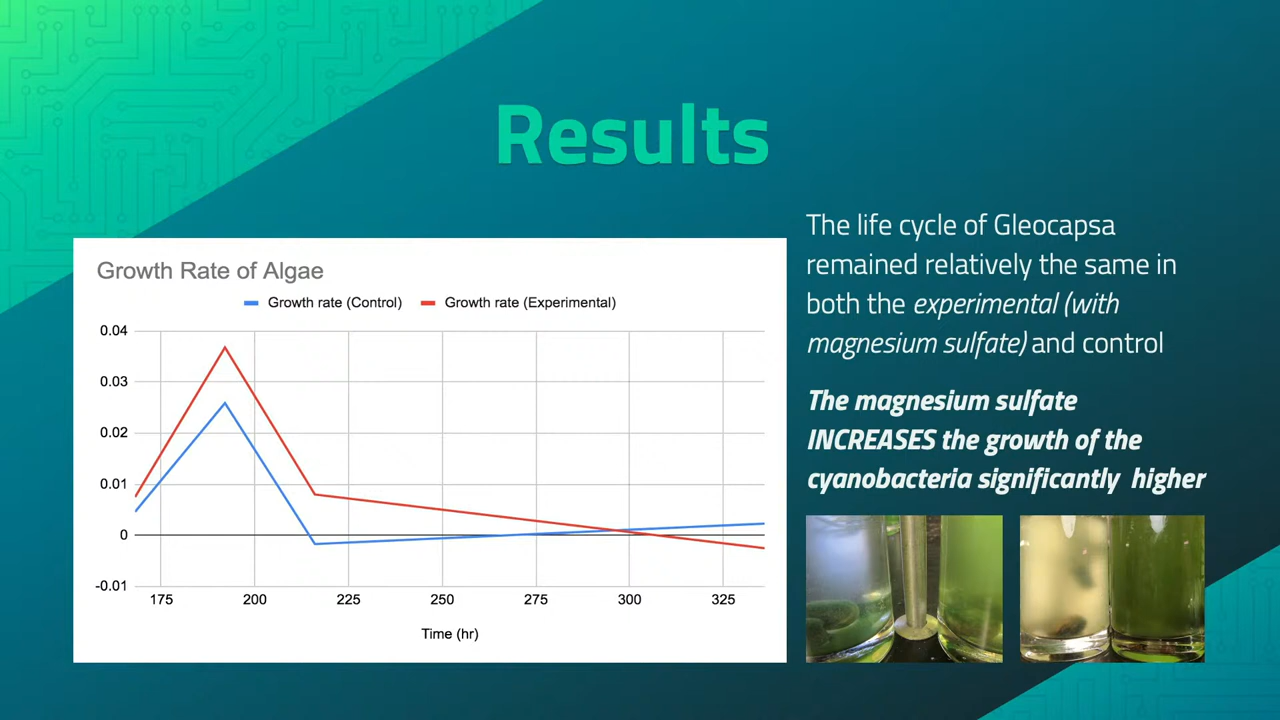 Results
The life cycle of Gleocapsa
remained relatively the same in
both the experimental (with
magnesium sulfate) and control
The magnesium sulfate
INCREASES the growth of the
cyanobacteria significantly higher
Growth Rate of Algae
Growth rate (Control) Growth rate (Experimental)
0.04
0.03
0.02
0.01
0
-0.01
175 200 225 250 275 300 325
Time (hr)